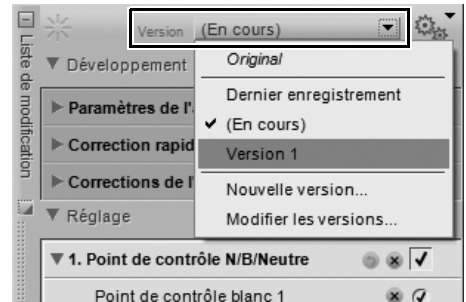 Version (En cours)
Liste de modification
Original
Développement
Dernier enregistrement
Paramètres de l'
(En cours)
Correction rapid
Version 1
Corrections de l'
Nouvelle version...
Réglage
Modifier les versions...
1. Point de contrôle N/B/Neutre
Point de contrôle blanc 1